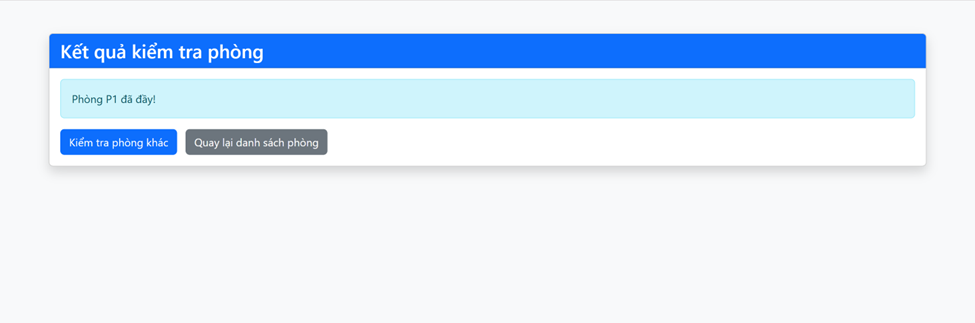 Kết quả kiểm tra phòng
Phòng P1 đã đầy!
Kiểm tra phòng khác
Quay lại danh sách phòng